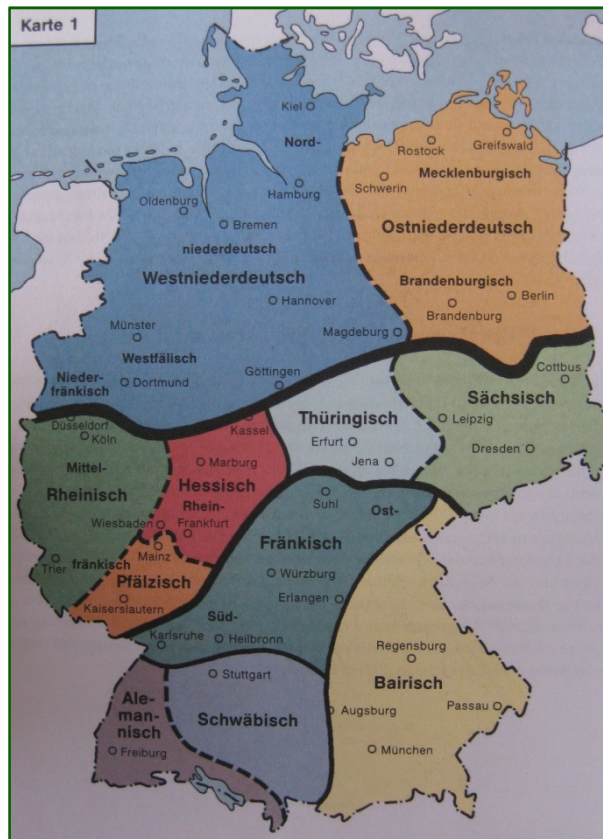 Karte 1
Kiel
Nord-
Rostock
Greifswald
Mecklenburgisch
Schwerin
Hamburg
Oldenburg
Bremen
Ostniederdeutsch
niederdeutsch
Westniederdeutsch
Brandenburgisch
Hannover
Berlin
Brandenburg
Münster
Magdeburg
Westfälisch
Nieder-
fränkisch
Dortmund
Göttingen
Cottbus
Sächsisch
Düsseldorf
Köln
Kassel
Thüringisch
Leipzig
Erfurt
Dresden
Mittel-
Marburg
Jena
Rheinisch
Hessisch
Rhein-
Suhl
Ost-
Wiesbaden
Frankfurt
Fränkisch
Trier
fränkisch
Mainz
Würzburg
Pfälzisch
Kaiserslautern
Erlangen
Süd-
Karlsruhe
Heilbronn
Regensburg
Stuttgart
Bairisch
Ale-
man-
nisch
Schwäbisch
Augsburg
Passau
Freiburg
München